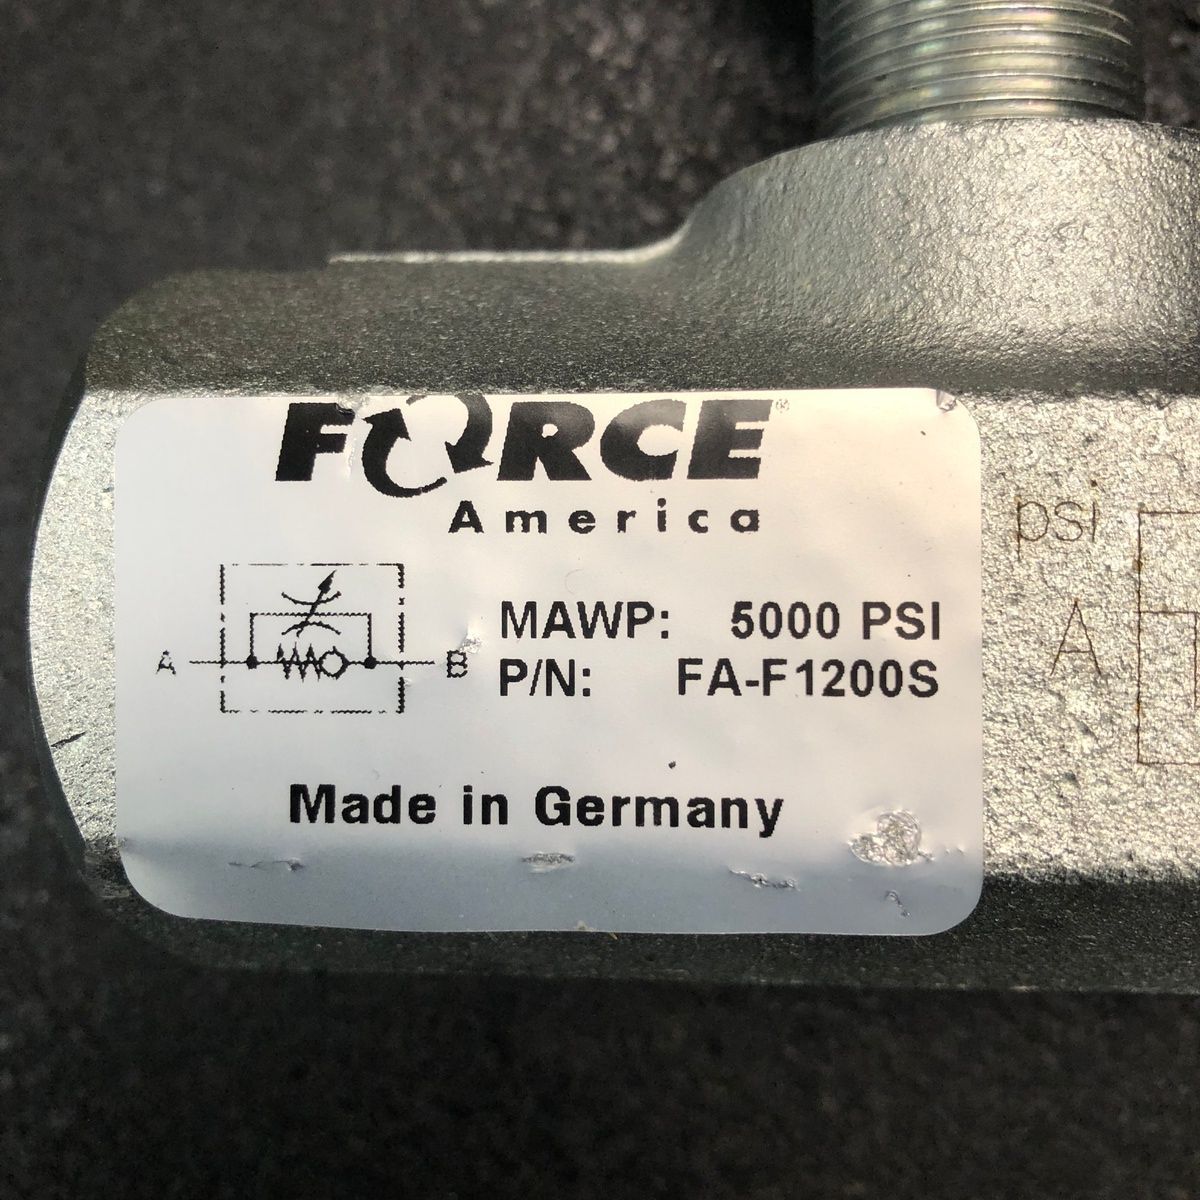 FORCE®
America
A
B
MAWP: 5000 PSI
P/N: FA-F1200S
Made in Germany
psi
A